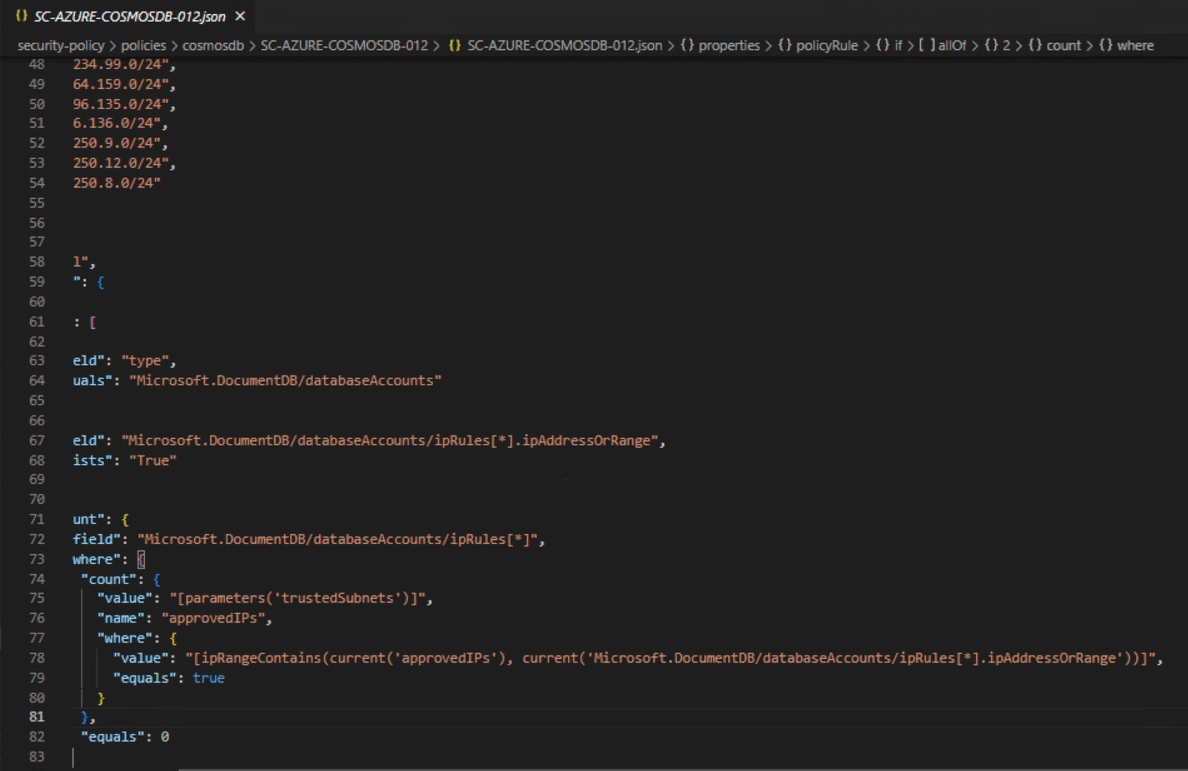 {} SC-AZURE-COSMOSDB-012.json ×
security-policy > policies > cosmosdb > SC-AZURE-COSMOSDB-012 > {} SC-AZURE-COSMOSDB-012.json > {} properties > {} policyRule > {} if > [ ] allOf > {} 2 > {} count > {} where
48 234.99.0/24",
49 64.159.0/24",
50 96.135.0/24",
51 6.136.0/24",
52 250.9.0/24",
53 250.12.0/24",
54 250.8.0/24"
55
56
57
58 l",
59 ": {
60
61 : [
62
63 eld": "type",
64 uals": "Microsoft.DocumentDB/databaseAccounts"
65
66
67 eld": "Microsoft.DocumentDB/databaseAccounts/ipRules[*].ipAddressOrRange",
68 ists": "True"
69
70
71 unt": {
72 field": "Microsoft.DocumentDB/databaseAccounts/ipRules[*]",
73 where": {
74 "count": {
75 "value": "[parameters('trustedSubnets')]",
76 "name": "approvedIPs",
77 "where": {
78 "value": "[ipRangeContains(current('approvedIPs'), current('Microsoft.DocumentDB/databaseAccounts/ipRules[*].ipAddressOrRange'))]",
79 "equals": true
80 }
81 },
82 "equals": 0
83